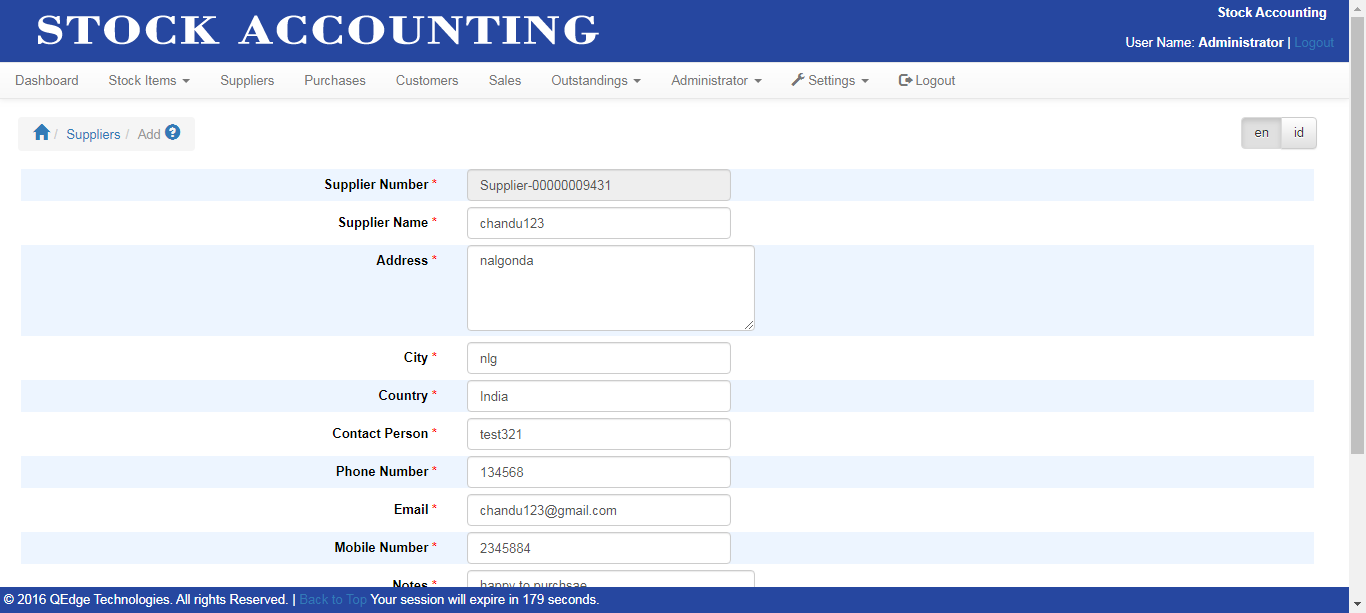 STOCK ACCOUNTING
Stock Accounting
User Name: Administrator | Logout
Dashboard Stock Items Suppliers Purchases Customers Sales Outstandings Administrator Settings Logout
/ Suppliers / Add
en id
Supplier Number * Supplier-00000009431
Supplier Name * chandu123
Address * nalgonda
City * nlg
Country * India
Contact Person * test321
Phone Number * 134568
Email * chandu123@gmail.com
Mobile Number * 2345884
Notes * happy to purchsae
© 2016 QEdge Technologies. All rights Reserved. | Back to Top Your session will expire in 179 seconds.